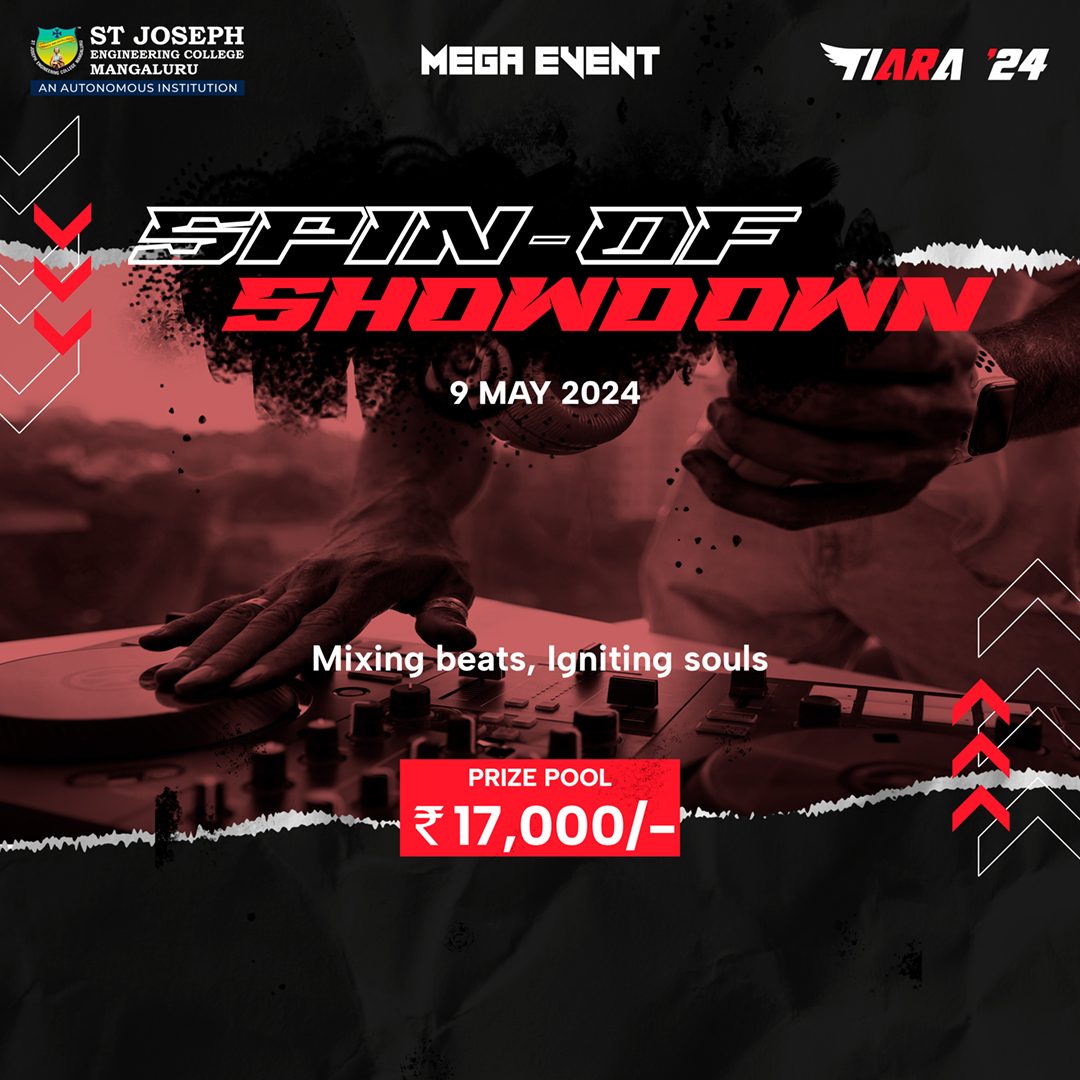 ST JOSEPH
ENGINEERING COLLEGE
MANGALURU
AN AUTONOMOUS INSTITUTION
MEGA EVENT
TIARA '24
SPIN-OF
SHOWDOWN
9 MAY 2024
Mixing beats, Igniting souls
PRIZE POOL
₹ 17,000/-